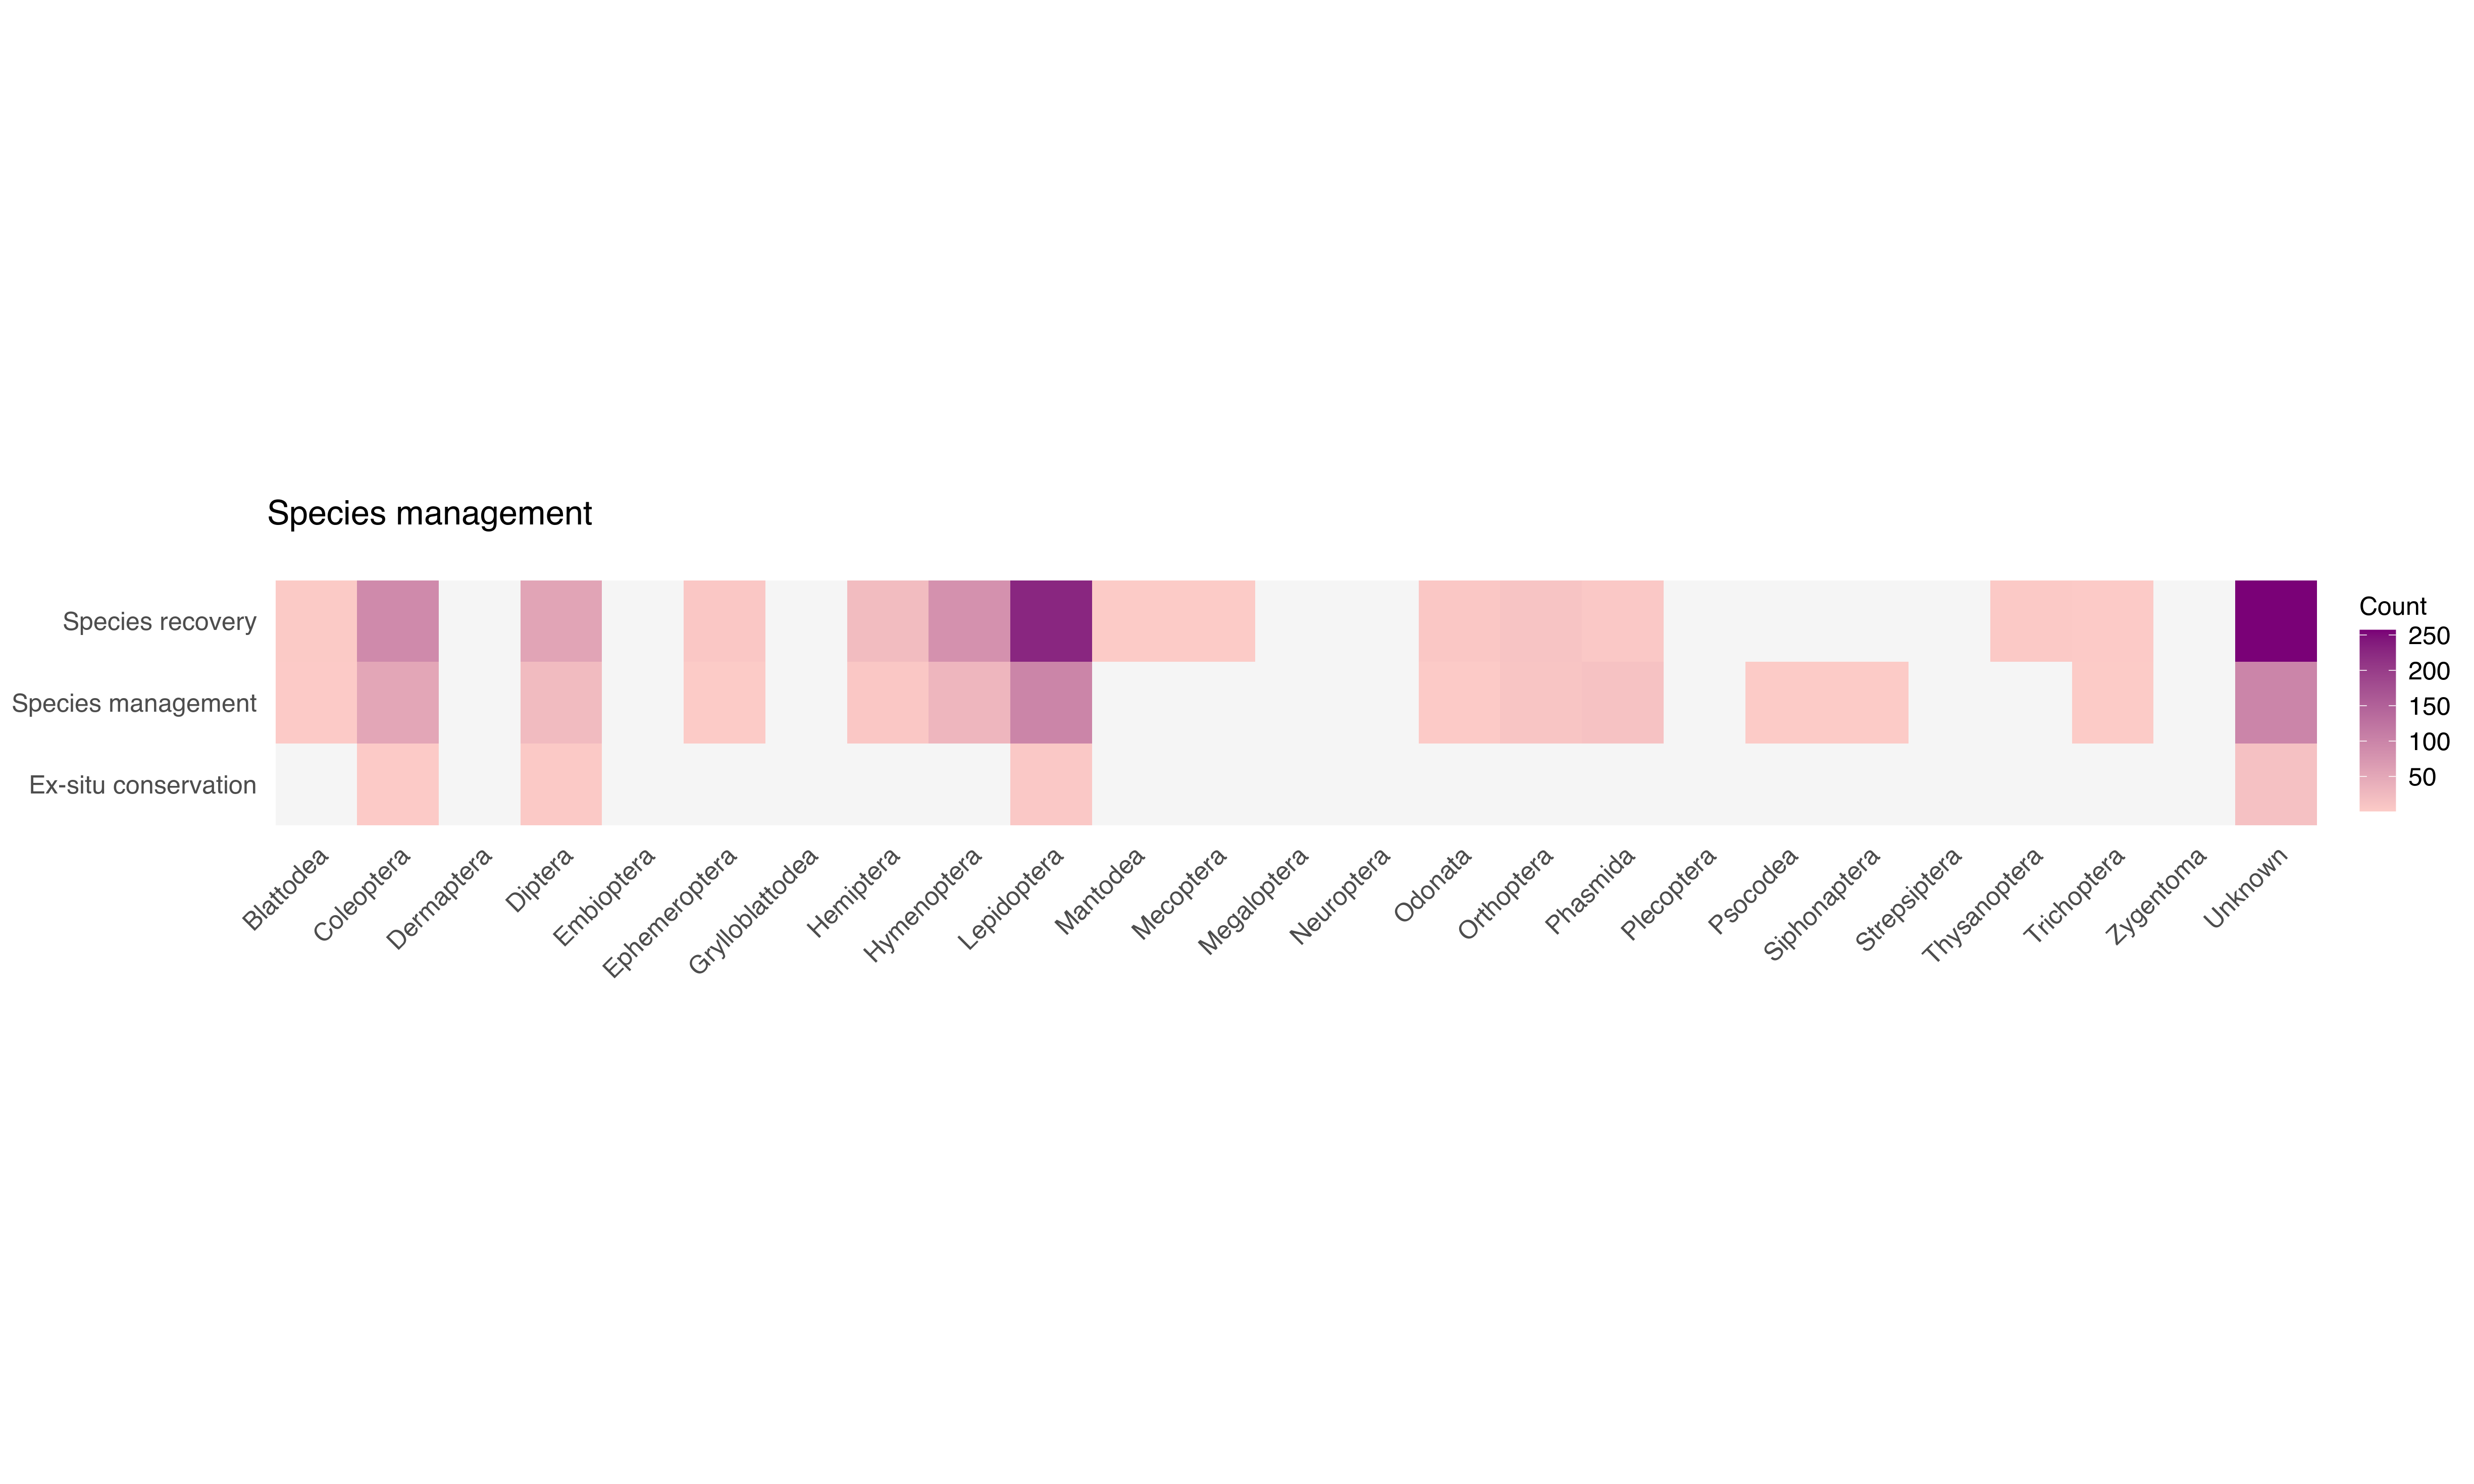 Species management
Species recovery
Species management
Ex-situ conservation
Blattodea
Coleoptera
Dermaptera
Diptera
Embioptera
Ephemeroptera
Grylloblattodea
Hemiptera
Hymenoptera
Lepidoptera
Mantodea
Mecoptera
Megaloptera
Neuroptera
Odonata
Orthoptera
Phasmida
Plecoptera
Psocodea
Siphonaptera
Strepsiptera
Thysanoptera
Trichoptera
Zygentoma
Unknown
Count
250
200
150
100
50